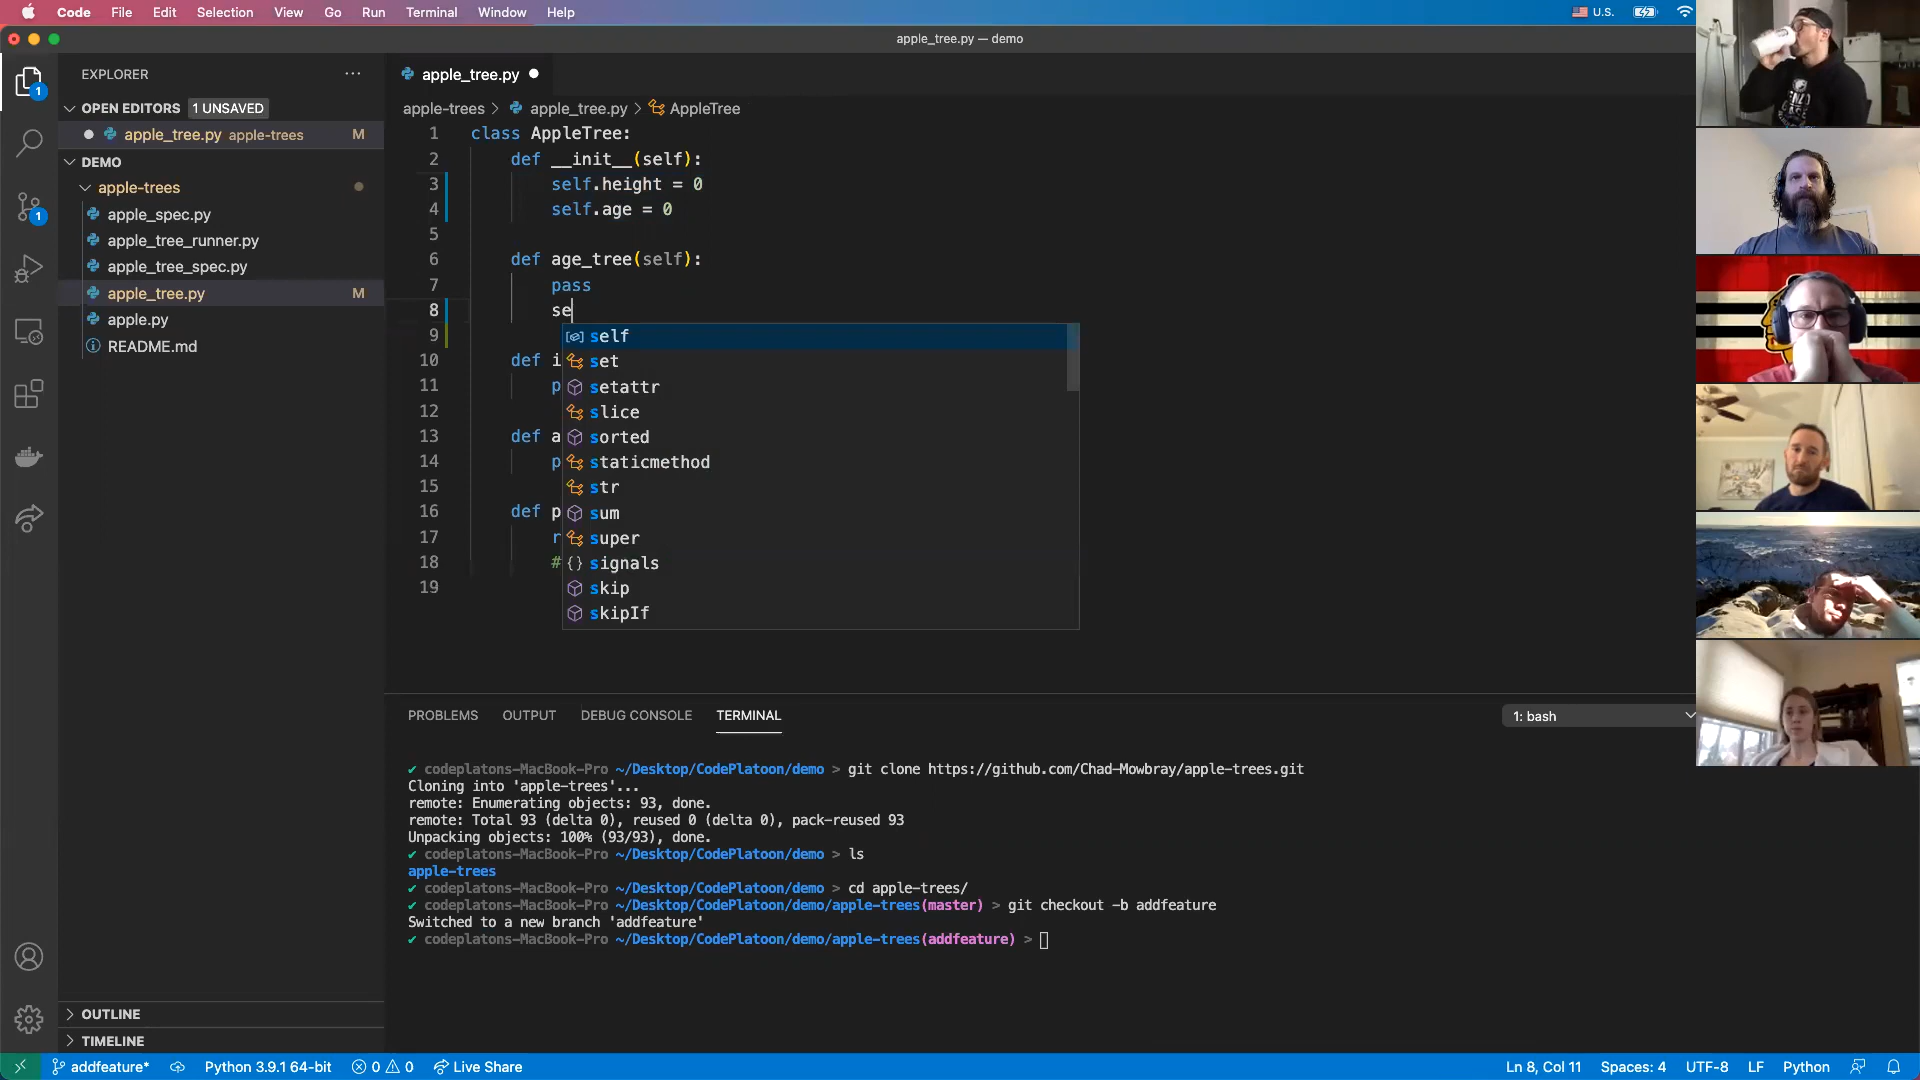 Code File Edit Selection View Go Run Terminal Window Help U.S.
apple_tree.py — demo
EXPLORER ···
OPEN EDITORS 1 UNSAVED
apple_tree.py apple-trees M
DEMO
apple-trees
apple_spec.py
apple_tree_runner.py
apple_tree_spec.py
apple_tree.py M
apple.py
README.md
OUTLINE
TIMELINE
1
1
apple_tree.py
apple-trees > apple_tree.py > AppleTree
1 class AppleTree:
2 def __init__(self):
3 self.height = 0
4 self.age = 0
5
6 def age_tree(self):
7 pass
8 se
9
10 def i
11 p
12
13 def a
14 p
15
16 def p
17 r
18 #
19
self
set
setattr
slice
sorted
staticmethod
str
sum
super
{} signals
skip
skipIf
PROBLEMS OUTPUT DEBUG CONSOLE TERMINAL 1: bash
✔ codeplatons-MacBook-Pro ~/Desktop/CodePlatoon/demo > git clone https://github.com/Chad-Mowbray/apple-trees.git
Cloning into 'apple-trees'...
remote: Enumerating objects: 93, done.
remote: Total 93 (delta 0), reused 0 (delta 0), pack-reused 93
Unpacking objects: 100% (93/93), done.
✔ codeplatons-MacBook-Pro ~/Desktop/CodePlatoon/demo > ls
apple-trees
✔ codeplatons-MacBook-Pro ~/Desktop/CodePlatoon/demo > cd apple-trees/
✔ codeplatons-MacBook-Pro ~/Desktop/CodePlatoon/demo/apple-trees(master) > git checkout -b addfeature
Switched to a new branch 'addfeature'
✔ codeplatons-MacBook-Pro ~/Desktop/CodePlatoon/demo/apple-trees(addfeature) >
addfeature* Python 3.9.1 64-bit 0 0 Live Share Ln 8, Col 11 Spaces: 4 UTF-8 LF Python